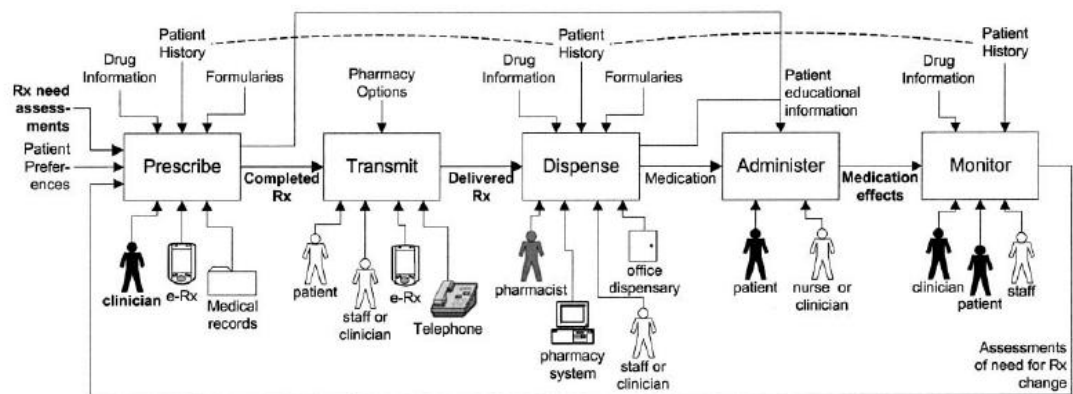 Patient
History
Drug
Information
Formularies
Rx need
assess-
ments
Patient
Prefer-
ences
Prescribe
clinician
e-Rx
Medical
records
Completed
Rx
Pharmacy
Options
Transmit
patient
staff or
clinician
e-Rx
Telephone
Delivered
Rx
Patient
History
Drug
Information
Formularies
Dispense
pharmacist
pharmacy
system
office
dispensary
staff or
clinician
Medication
Patient
educational
information
Administer
patient
nurse or
clinician
Medication
effects
Patient
History
Drug
Information
Monitor
clinician
patient
staff
Assessments
of need for Rx
change